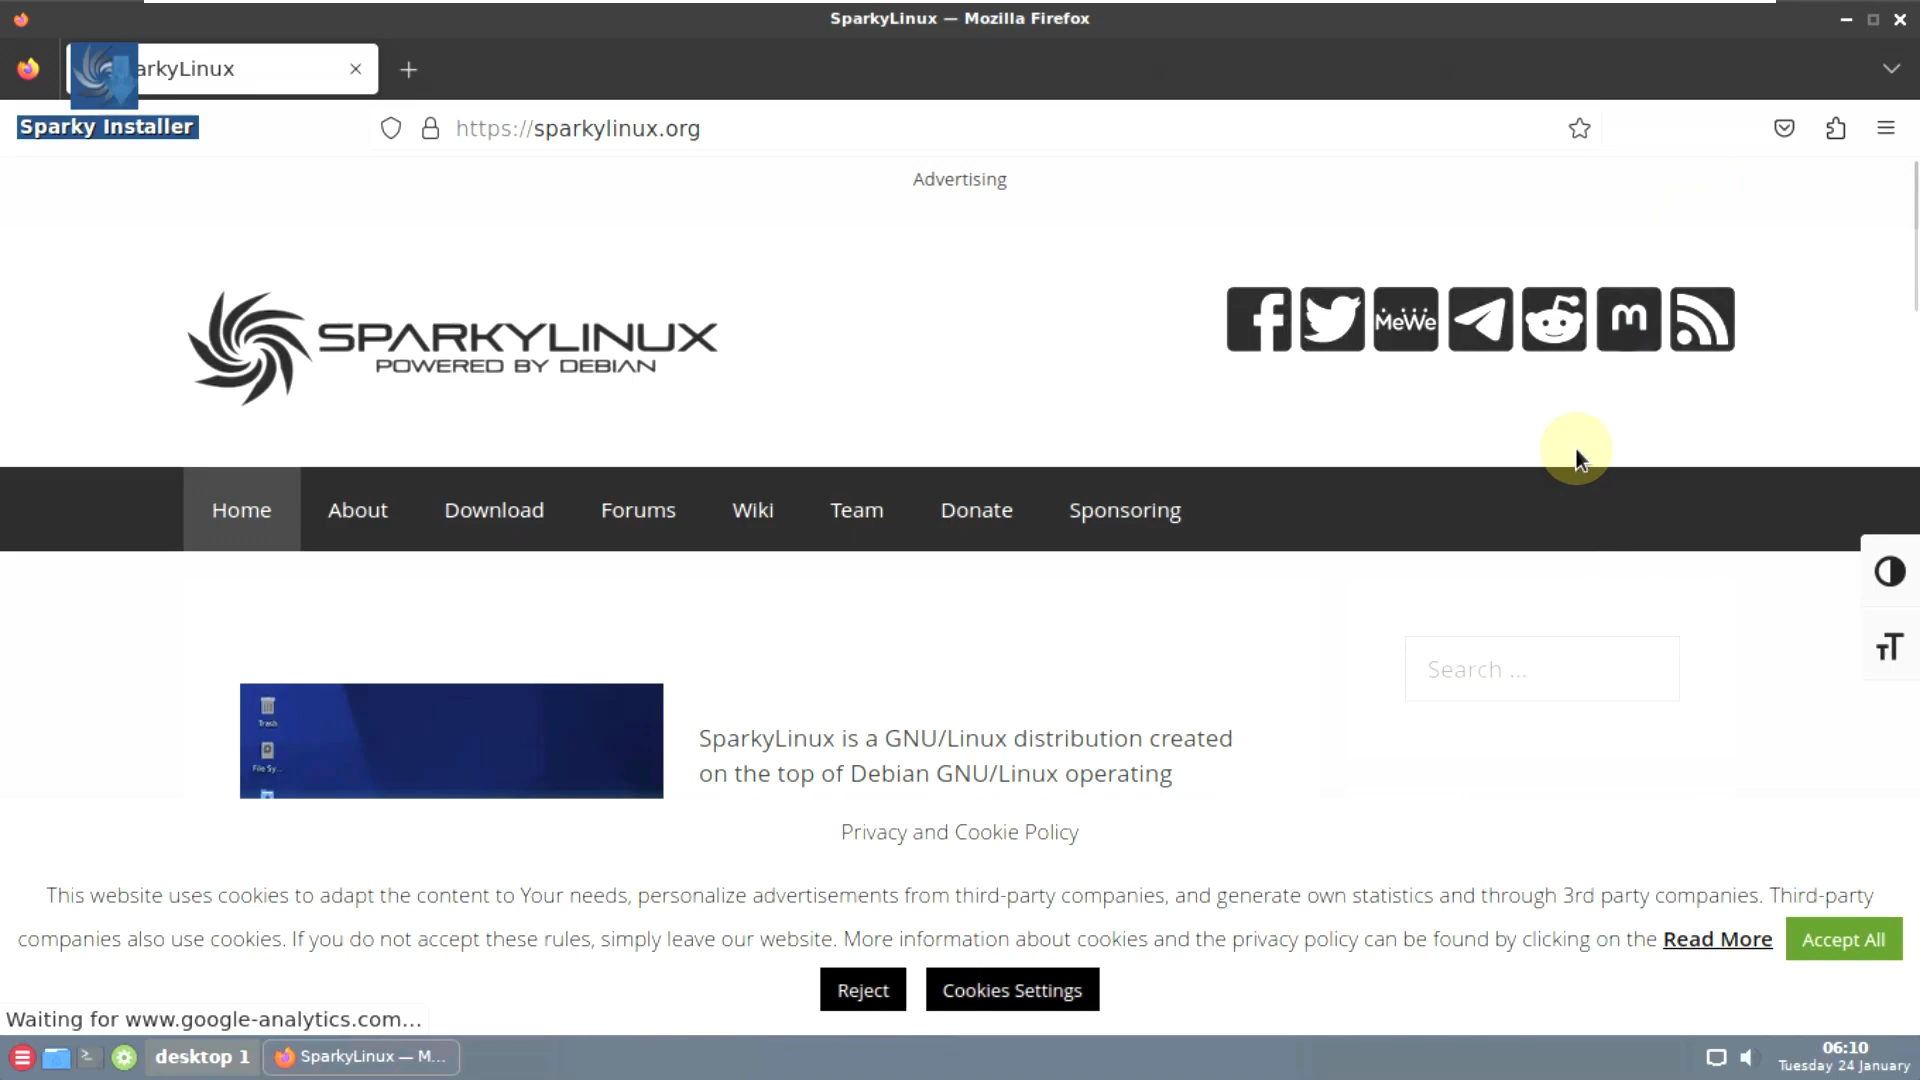 SparkyLinux — Mozilla Firefox
arkyLinux
Sparky Installer
https://sparkylinux.org
Advertising
SPARKYLINUX
POWERED BY DEBIAN
MeWe
Home
About
Download
Forums
Wiki
Team
Donate
Sponsoring
Search ...
Trash
File Sy...
SparkyLinux is a GNU/Linux distribution created
on the top of Debian GNU/Linux operating
Privacy and Cookie Policy
This website uses cookies to adapt the content to Your needs, personalize advertisements from third-party companies, and generate own statistics and through 3rd party companies. Third-party
companies also use cookies. If you do not accept these rules, simply leave our website. More information about cookies and the privacy policy can be found by clicking on the Read More Accept All
Reject
Cookies Settings
Waiting for www.google-analytics.com...
desktop 1
SparkyLinux — M...
06:10
Tuesday 24 January